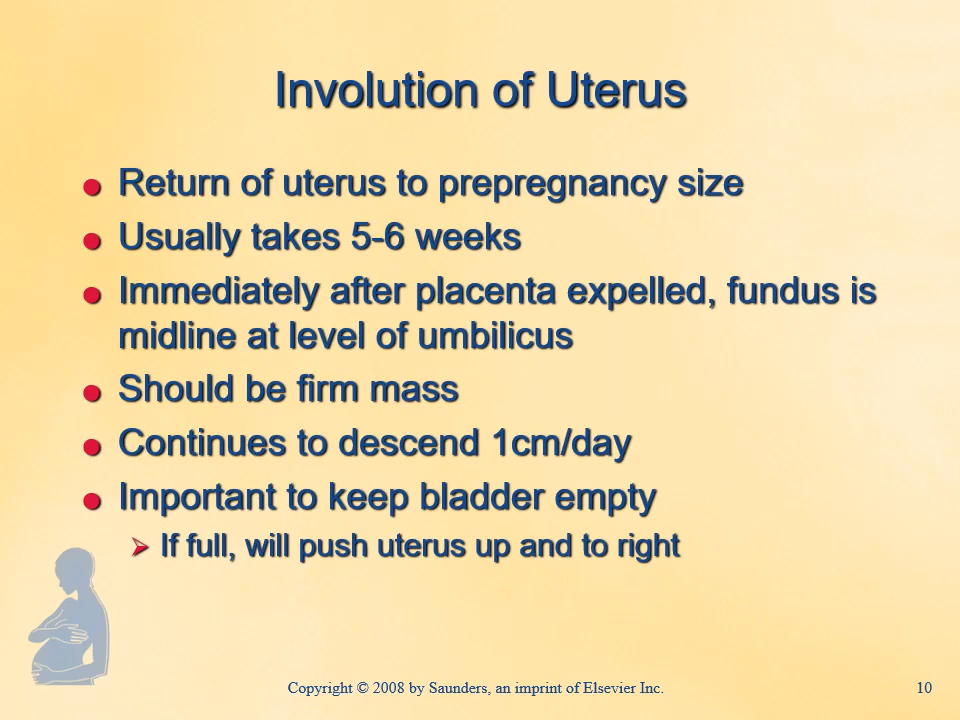 Involution of Uterus
Return of uterus to prepregnancy size
Usually takes 5-6 weeks
Immediately after placenta expelled, fundus is
midline at level of umbilicus
Should be firm mass
Continues to descend 1cm/day
Important to keep bladder empty
If full, will push uterus up and to right
Copyright © 2008 by Saunders, an imprint of Elsevier Inc.
10